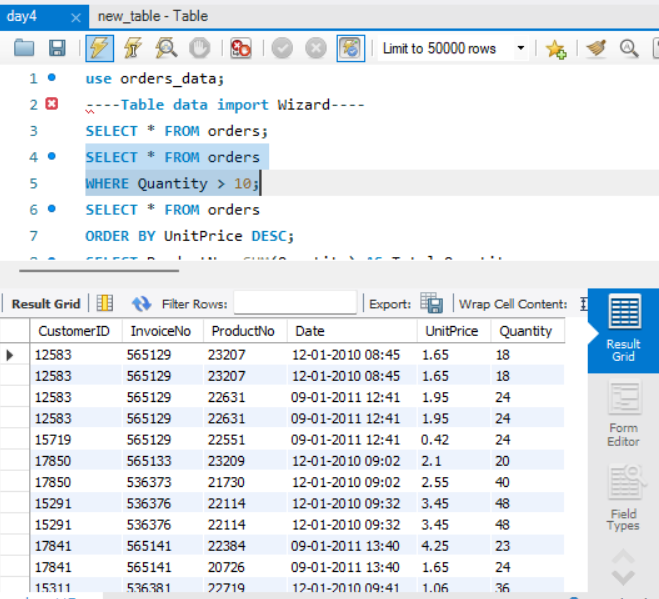 day4 × new_table - Table
Limit to 50000 rows
1 use orders_data;
2 ----Table data import Wizard----
3 SELECT * FROM orders;
4 SELECT * FROM orders
5 WHERE Quantity > 10;
6 SELECT * FROM orders
7 ORDER BY UnitPrice DESC;
Result Grid Filter Rows: Export: Wrap Cell Content:
CustomerID InvoiceNo ProductNo Date UnitPrice Quantity
12583 565129 23207 12-01-2010 08:45 1.65 18
12583 565129 23207 12-01-2010 08:45 1.65 18
12583 565129 22631 09-01-2011 12:41 1.95 24
12583 565129 22631 09-01-2011 12:41 1.95 24
15719 565129 22551 09-01-2011 12:41 0.42 24
17850 565133 23209 12-01-2010 09:02 2.1 20
17850 536373 21730 12-01-2010 09:02 2.55 40
15291 536376 22114 12-01-2010 09:32 3.45 48
15291 536376 22114 12-01-2010 09:32 3.45 48
17841 565141 22384 09-01-2011 13:40 4.25 23
17841 565141 20726 09-01-2011 13:40 1.65 24
15311 536381 22719 12-01-2010 09:41 1.06 36
Result
Grid
Form
Editor
Field
Types